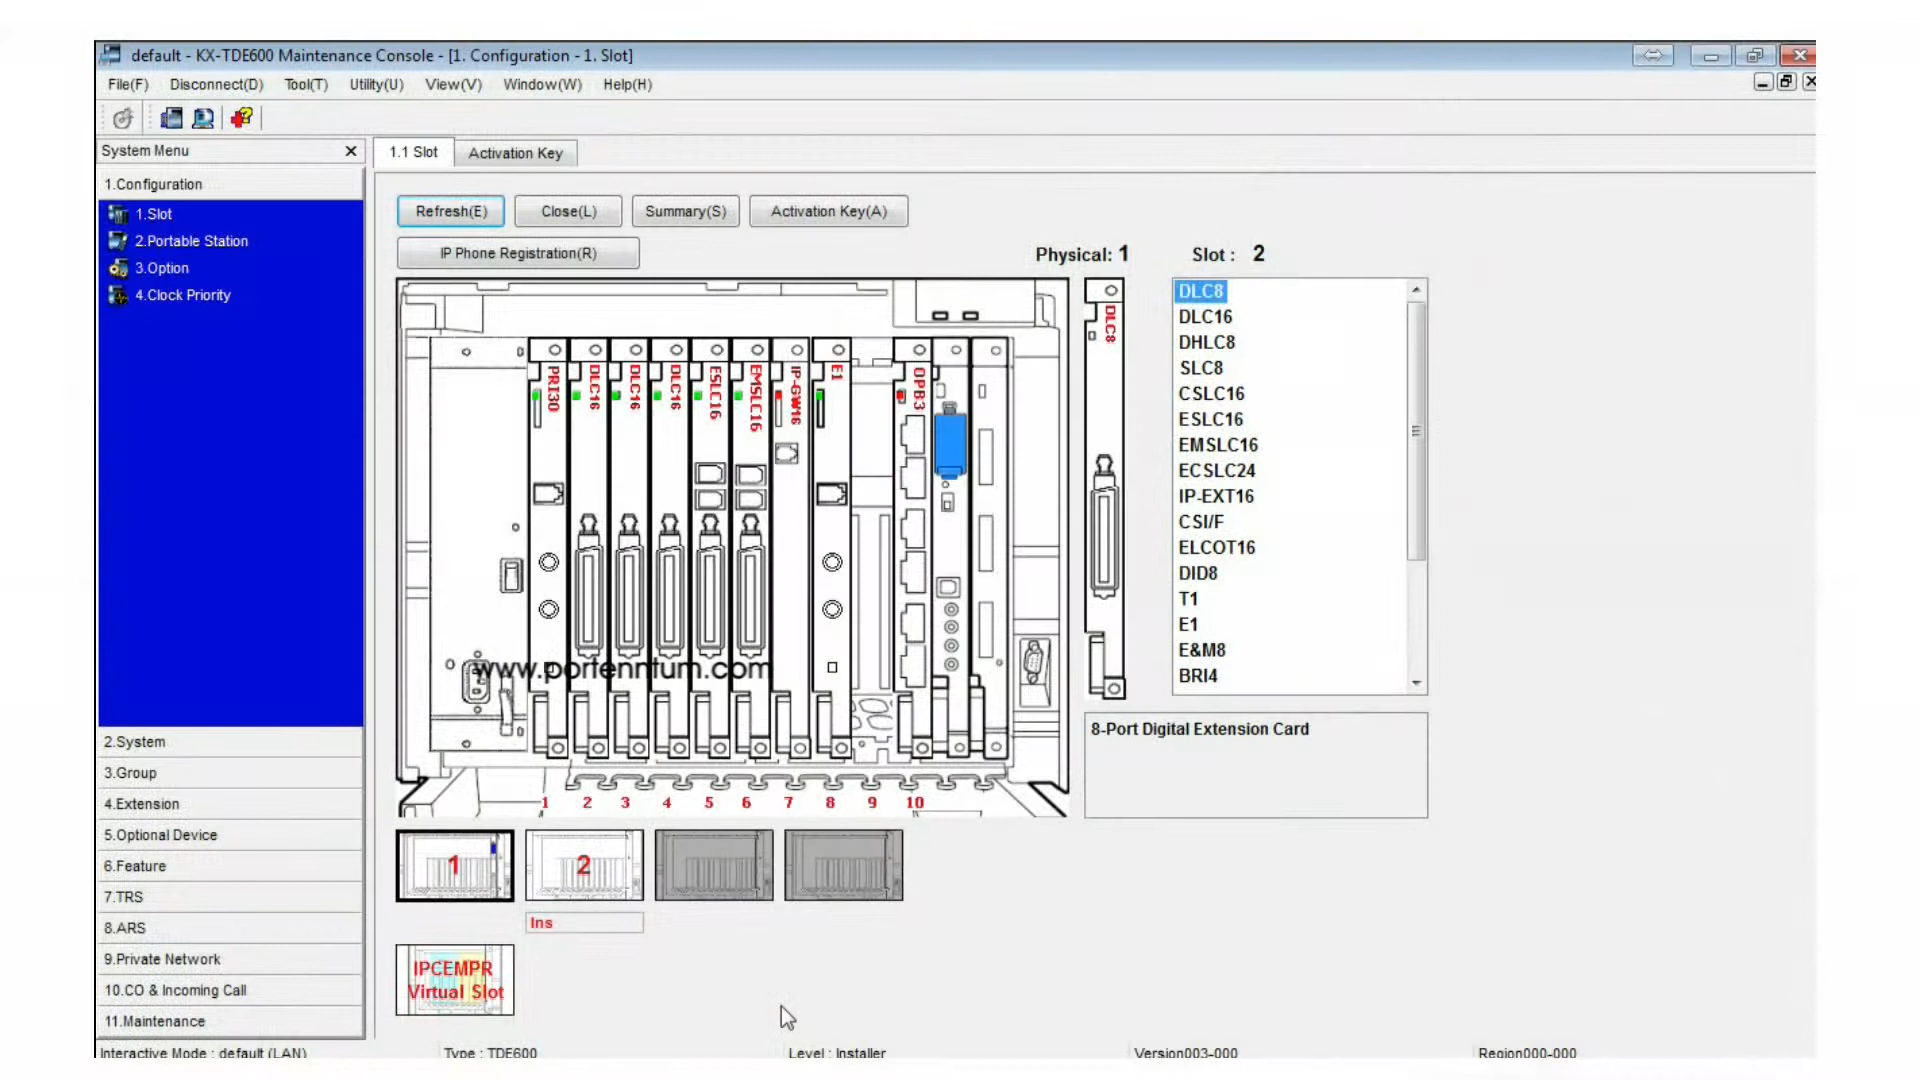 default - KX-TDE600 Maintenance Console - [1. Configuration - 1. Slot]
File(F) Disconnect(D) Tool(T) Utility(U) View(V) Window(W) Help(H)
System Menu
1.1 Slot Activation Key
1.Configuration
1.Slot
2.Portable Station
3.Option
4.Clock Priority
2.System
3.Group
4.Extension
5.Optional Device
6.Feature
7.TRS
8.ARS
9.Private Network
10.CO & Incoming Call
11.Maintenance
Refresh(E) Close(L) Summary(S) Activation Key(A)
IP Phone Registration(R)
Physical: 1 Slot : 2
PRI30 DLC16 DLC16 DLC16 ESLC16 EMSLC16 IP-GW16 E1 OPB3
DLC8
www.portenntum.com
1 2 3 4 5 6 7 8 9 10
DLC8
DLC16
DHLC8
SLC8
CSLC16
ESLC16
EMSLC16
ECSLC24
IP-EXT16
CSI/F
ELCOT16
DID8
T1
E1
E&M8
BRI4
8-Port Digital Extension Card
1 2
Ins
IPCEMPR
Virtual Slot
Interactive Mode : default (LAN) Type : TDE600 Level : Installer Version003-000 Region000-000